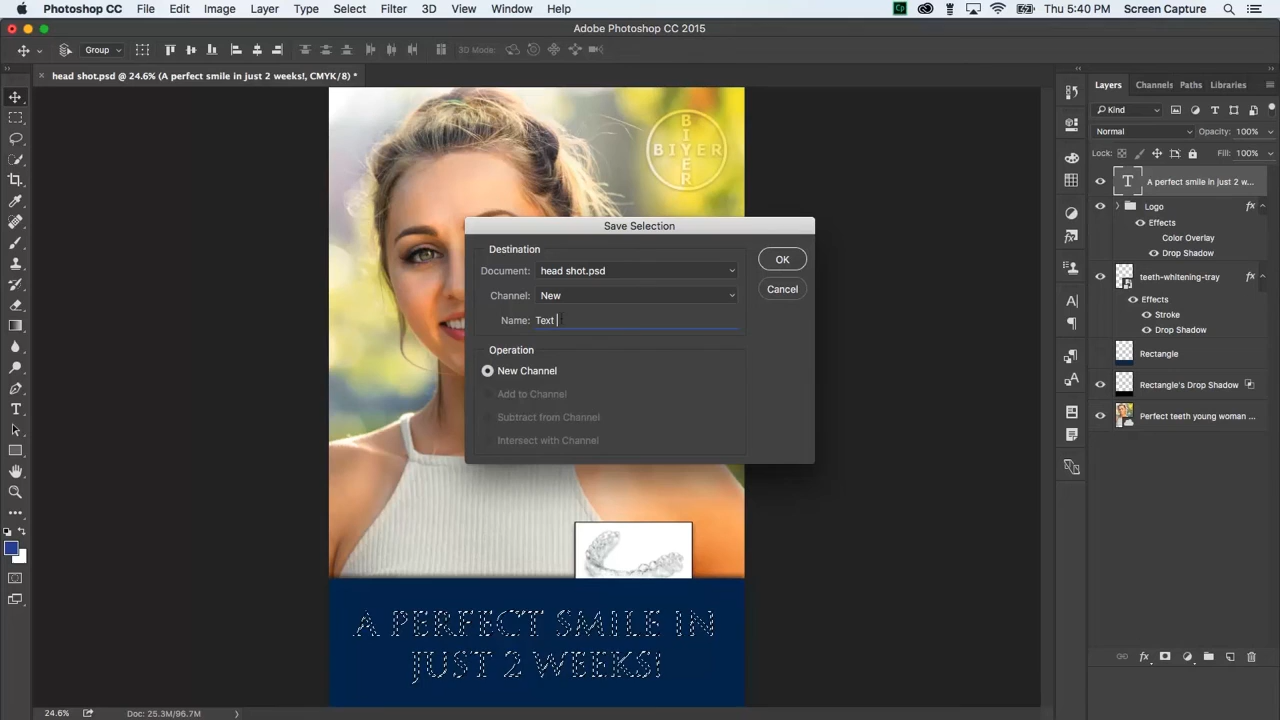 Photoshop CC File Edit Image Layer Type Select Filter 3D View Window Help Thu 5:40 PM Screen Capture
Adobe Photoshop CC 2015
Group 3D Mode:
head shot.psd @ 24.6% (A perfect smile in just 2 weeks!, CMYK/8) *
Layers Channels Paths Libraries
Kind
Normal Opacity: 100%
Lock: Fill: 100%
A perfect smile in just 2 w...
Logo fx
Effects
Color Overlay
Drop Shadow
teeth-whitening-tray fx
Effects
Stroke
Drop Shadow
Rectangle
Rectangle's Drop Shadow
Perfect teeth young woman ...
BIYER
BIYER
Save Selection
Destination
Document: head shot.psd
Channel: New
Name: Text
OK
Cancel
Operation
New Channel
Add to Channel
Subtract from Channel
Intersect with Channel
A PERFECT SMILE IN
JUST 2 WEEKS!
24.6% Doc: 25.3M/96.7M